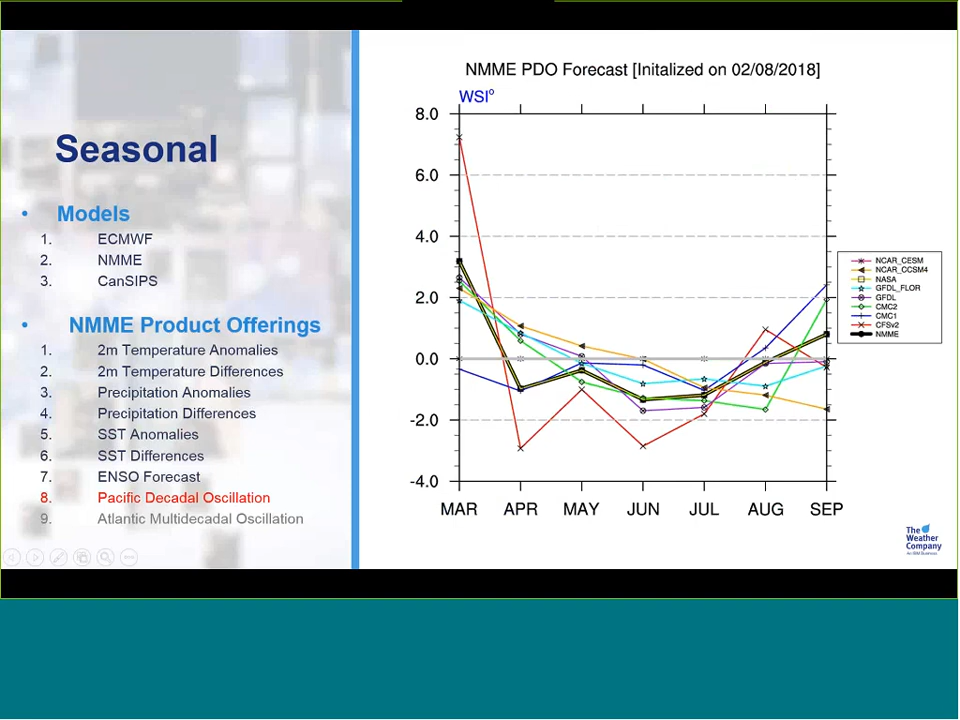 Seasonal
• Models
1. ECMWF
2. NMME
3. CanSIPS
• NMME Product Offerings
1. 2m Temperature Anomalies
2. 2m Temperature Differences
3. Precipitation Anomalies
4. Precipitation Differences
5. SST Anomalies
6. SST Differences
7. ENSO Forecast
8. Pacific Decadal Oscillation
9. Atlantic Multidecadal Oscillation
NMME PDO Forecast [Initalized on 02/08/2018]
WSI°
8.0
6.0
4.0
2.0
0.0
-2.0
-4.0
MAR APR MAY JUN JUL AUG SEP
NCAR_CESM
NCAR_CCSM4
NASA
GFDL_FLOR
GFDL
CMC2
CMC1
CFSv2
NMME
The
Weather
Company
An IBM Business